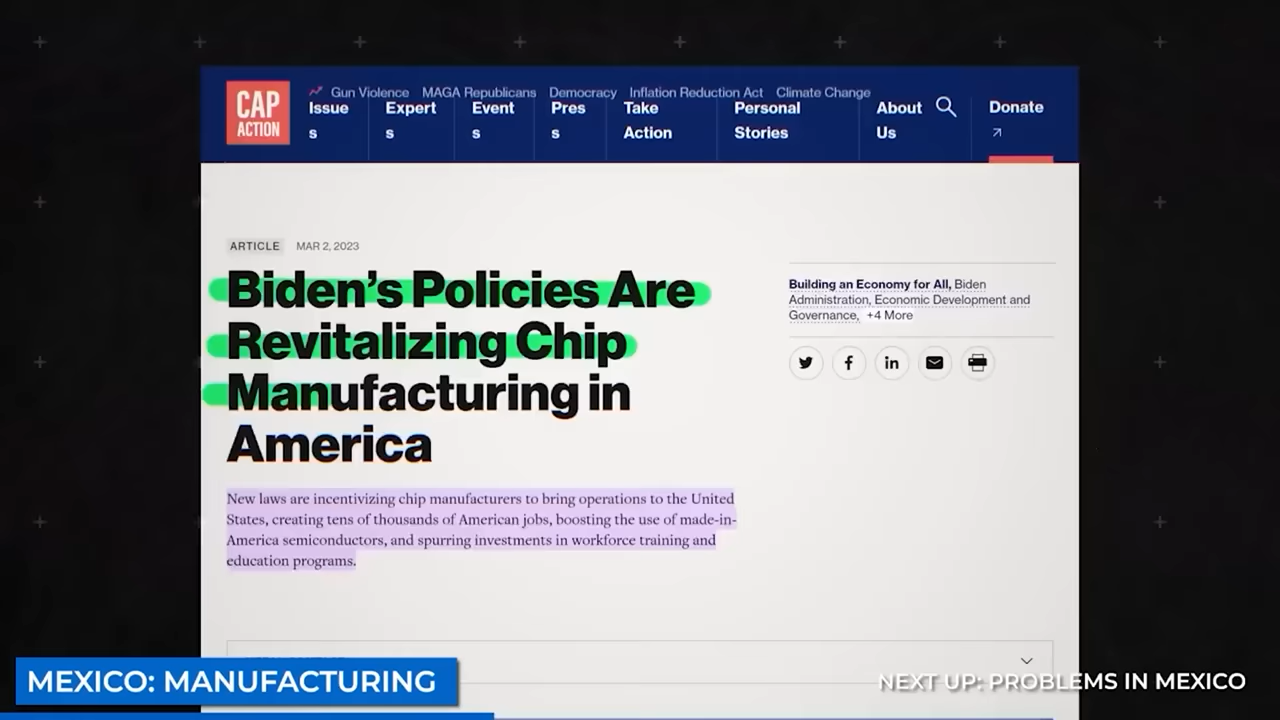 CAP
ACTION
Gun Violence MAGA Republicans Democracy Inflation Reduction Act Climate Change
Issue
s
Expert
s
Event
s
Pres
s
Take
Action
Personal
Stories
About
Us
Donate
ARTICLE MAR 2, 2023
Biden’s Policies Are
Revitalizing Chip
Manufacturing in
America
Building an Economy for All, Biden
Administration, Economic Development and
Governance, +4 More
New laws are incentivizing chip manufacturers to bring operations to the United
States, creating tens of thousands of American jobs, boosting the use of made-in-
America semiconductors, and spurring investments in workforce training and
education programs.
MEXICO: MANUFACTURING
NEXT UP: PROBLEMS IN MEXICO